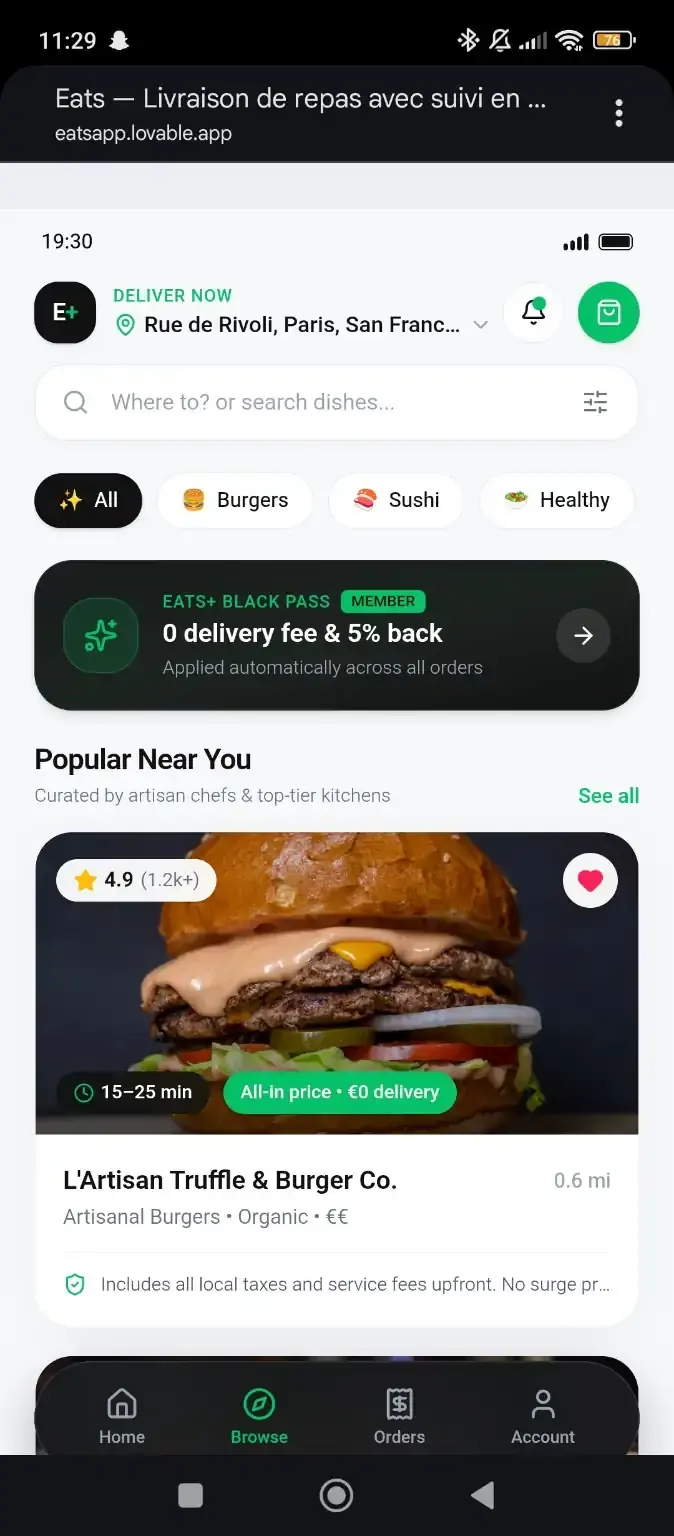 11:29
76
Eats — Livraison de repas avec suivi en ...
eatsapp.lovable.app
19:30
E+
DELIVER NOW
Rue de Rivoli, Paris, San Franc...
Where to? or search dishes...
All
Burgers
Sushi
Healthy
EATS+ BLACK PASS MEMBER
0 delivery fee & 5% back
Applied automatically across all orders
Popular Near You
Curated by artisan chefs & top-tier kitchens
See all
4.9 (1.2k+)
15–25 min
All-in price • €0 delivery
L'Artisan Truffle & Burger Co.
0.6 mi
Artisanal Burgers • Organic • €€
Includes all local taxes and service fees upfront. No surge pr...
Home
Browse
Orders
Account